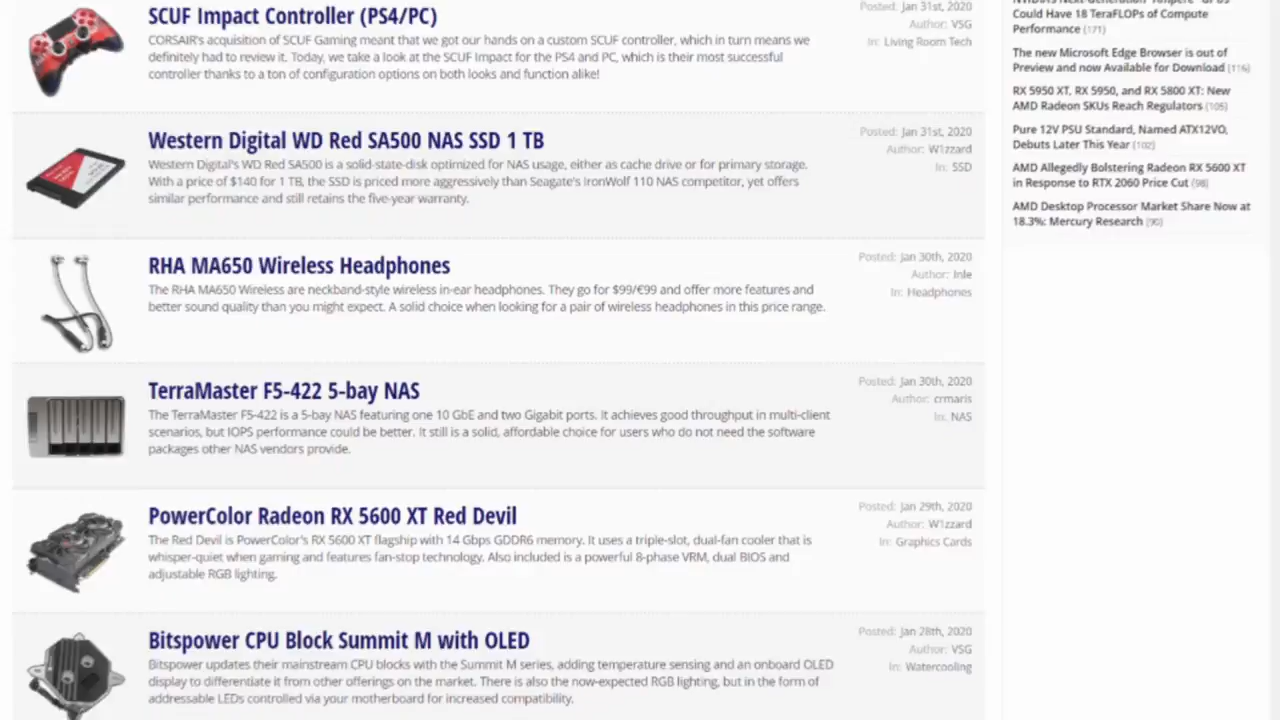 SCUF Impact Controller (PS4/PC)
CORSAIR's acquisition of SCUF Gaming meant that we got our hands on a custom SCUF controller, which in turn means we
definitely had to review it. Today, we take a look at the SCUF Impact for the PS4 and PC, which is their most successful
controller thanks to a ton of configuration options on both looks and function alike!
Posted: Jan 31st, 2020
Author: VSG
In: Living Room Tech
Western Digital WD Red SA500 NAS SSD 1 TB
Western Digital's WD Red SA500 is a solid-state-disk optimized for NAS usage, either as cache drive or for primary storage.
With a price of $140 for 1 TB, the SSD is priced more aggressively than Seagate's IronWolf 110 NAS competitor, yet offers
similar performance and still retains the five-year warranty.
Posted: Jan 31st, 2020
Author: W1zzard
In: SSD
RHA MA650 Wireless Headphones
The RHA MA650 Wireless are neckband-style wireless in-ear headphones. They go for $99/€99 and offer more features and
better sound quality than you might expect. A solid choice when looking for a pair of wireless headphones in this price range.
Posted: Jan 30th, 2020
Author: Inle
In: Headphones
TerraMaster F5-422 5-bay NAS
The TerraMaster F5-422 is a 5-bay NAS featuring one 10 GbE and two Gigabit ports. It achieves good throughput in multi-client
scenarios, but IOPS performance could be better. It still is a solid, affordable choice for users who do not need the software
packages other NAS vendors provide.
Posted: Jan 30th, 2020
Author: crmaris
In: NAS
PowerColor Radeon RX 5600 XT Red Devil
The Red Devil is PowerColor's RX 5600 XT flagship with 14 Gbps GDDR6 memory. It uses a triple-slot, dual-fan cooler that is
whisper-quiet when gaming and features fan-stop technology. Also included is a powerful 8-phase VRM, dual BIOS and
adjustable RGB lighting.
Posted: Jan 29th, 2020
Author: W1zzard
In: Graphics Cards
Bitspower CPU Block Summit M with OLED
Bitspower updates their mainstream CPU blocks with the Summit M series, adding temperature sensing and an onboard OLED
display to differentiate it from other offerings on the market. There is also the now-expected RGB lighting, but in the form of
addressable LEDs controlled via your motherboard for increased compatibility.
Posted: Jan 28th, 2020
Author: VSG
In: Watercooling
NVIDIA's Next-Generation "Ampere" GPUs
Could Have 18 TeraFLOPs of Compute
Performance (171)
The new Microsoft Edge Browser is out of
Preview and now Available for Download (116)
RX 5950 XT, RX 5950, and RX 5800 XT: New
AMD Radeon SKUs Reach Regulators (105)
Pure 12V PSU Standard, Named ATX12VO,
Debuts Later This Year (102)
AMD Allegedly Bolstering Radeon RX 5600 XT
in Response to RTX 2060 Price Cut (98)
AMD Desktop Processor Market Share Now at
18.3%: Mercury Research (90)